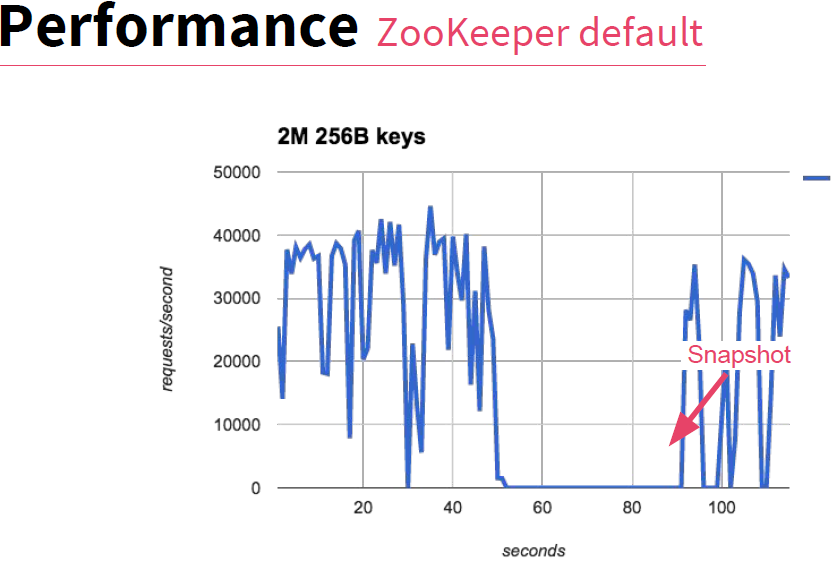 Performance ZooKeeper default
2M 256B keys
50000
40000
30000
20000
10000
0
requests/second
Snapshot
20 40 60 80 100
seconds